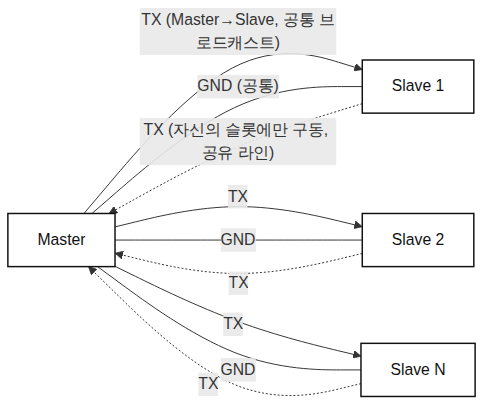 TX (Master→Slave, 공통 브
로드캐스트)
GND (공통)
Slave 1
TX (자신의 슬롯에만 구동,
공유 라인)
TX
Master
GND
Slave 2
TX
TX
GND
Slave N
TX